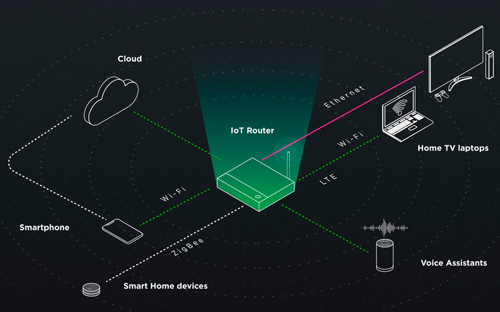 Cloud
IoT Router
Ethernet
Wi-Fi
Home TV laptops
LTE
Wi-Fi
Smartphone
ZigBee
Voice Assistants
Smart Home devices